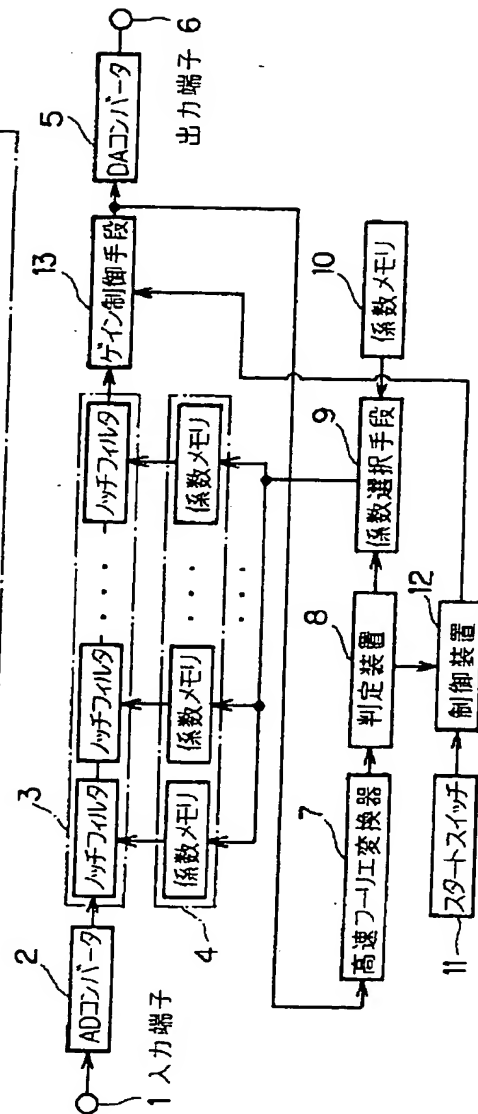 1 入力端子
2
ADコンバータ
3
ノッチフィルタ
ノッチフィルタ
・・・
ノッチフィルタ
4
係数メモリ
係数メモリ
・・・
係数メモリ
・・・
13
ゲイン制御手段
5
DAコンバータ
6
出力端子
7
高速フーリエ変換器
8
判定装置
9
係数選択手段
10
係数メモリ
11
スタートスイッチ
12
制御装置